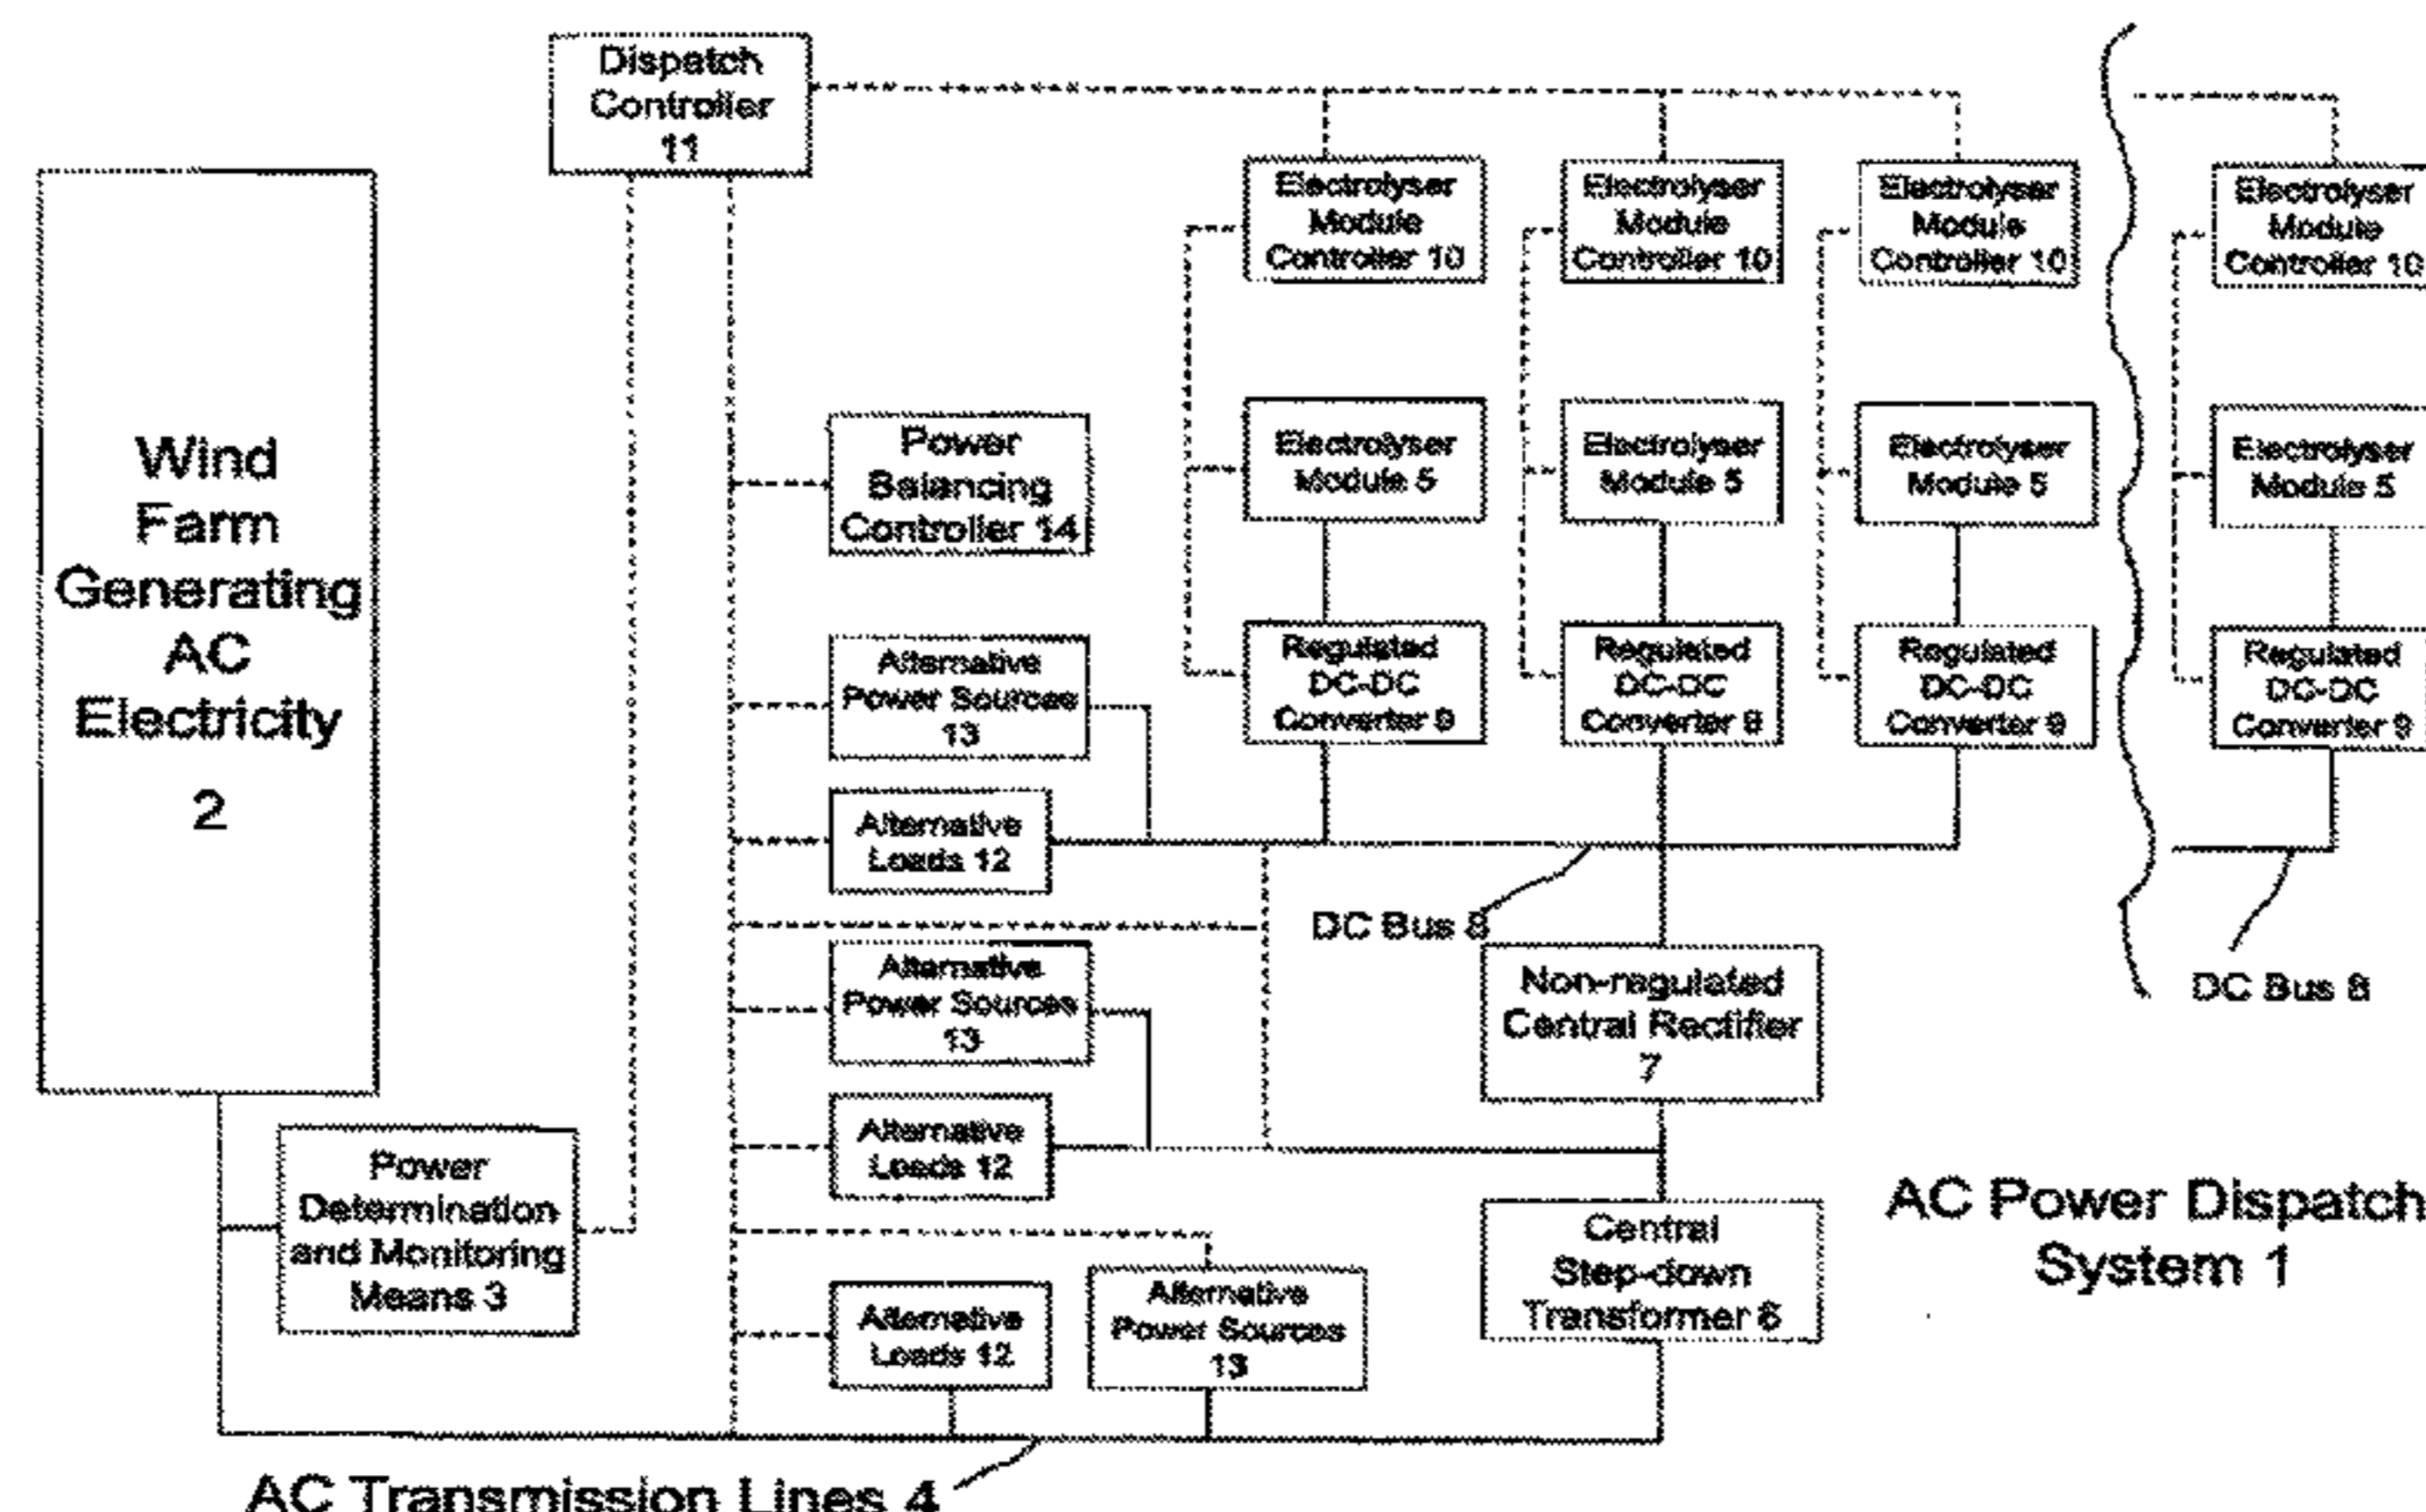 Dispatch
Controller
11
Electrolyser
Module
Controller 10
Electrolyser
Module
Controller 10
Electrolyser
Module
Controller 10
Electrolyser
Module
Controller 10
Wind
Farm
Generating
AC
Electricity
2
Power
Balancing
Controller 14
Electrolyser
Module 5
Electrolyser
Module 5
Electrolyser
Module 5
Electrolyser
Module 5
Alternative
Power Sources
13
Regulated
DC-DC
Converter 9
Regulated
DC-DC
Converter 9
Regulated
DC-DC
Converter 9
Regulated
DC-DC
Converter 9
Alternative
Loads 12
DC Bus 8
DC Bus 8
Alternative
Power Sources
13
Non-regulated
Central Rectifier
7
Alternative
Loads 12
Power
Determination
and Monitoring
Means 3
Central
Step-down
Transformer 6
AC Power Dispatch
System 1
Alternative
Loads 12
Alternative
Power Sources
13
AC Transmission Lines 4